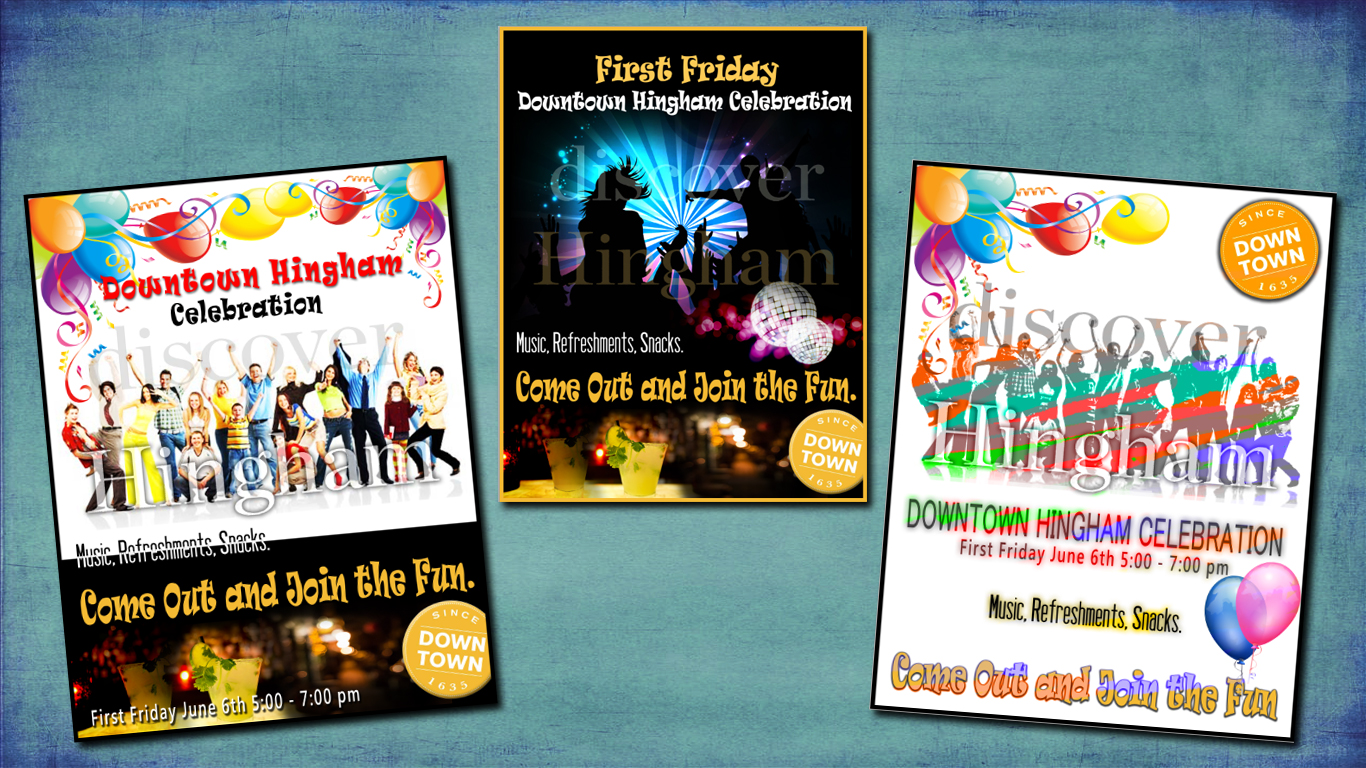 Downtown Hingham
Celebration
discover
Hingham
Music, Refreshments, Snacks.
Come Out and Join the Fun.
SINCE
DOWN
TOWN
1635
First Friday June 6th 5:00 - 7:00 pm
First Friday
Downtown Hingham Celebration
discover
Hingham
Music, Refreshments, Snacks.
Come Out and Join the Fun.
SINCE
DOWN
TOWN
1635
SINCE
DOWN
TOWN
1635
discover
Hingham
DOWNTOWN HINGHAM CELEBRATION
First Friday June 6th 5:00 - 7:00 pm
Music, Refreshments, Snacks.
Come Out and Join the Fun